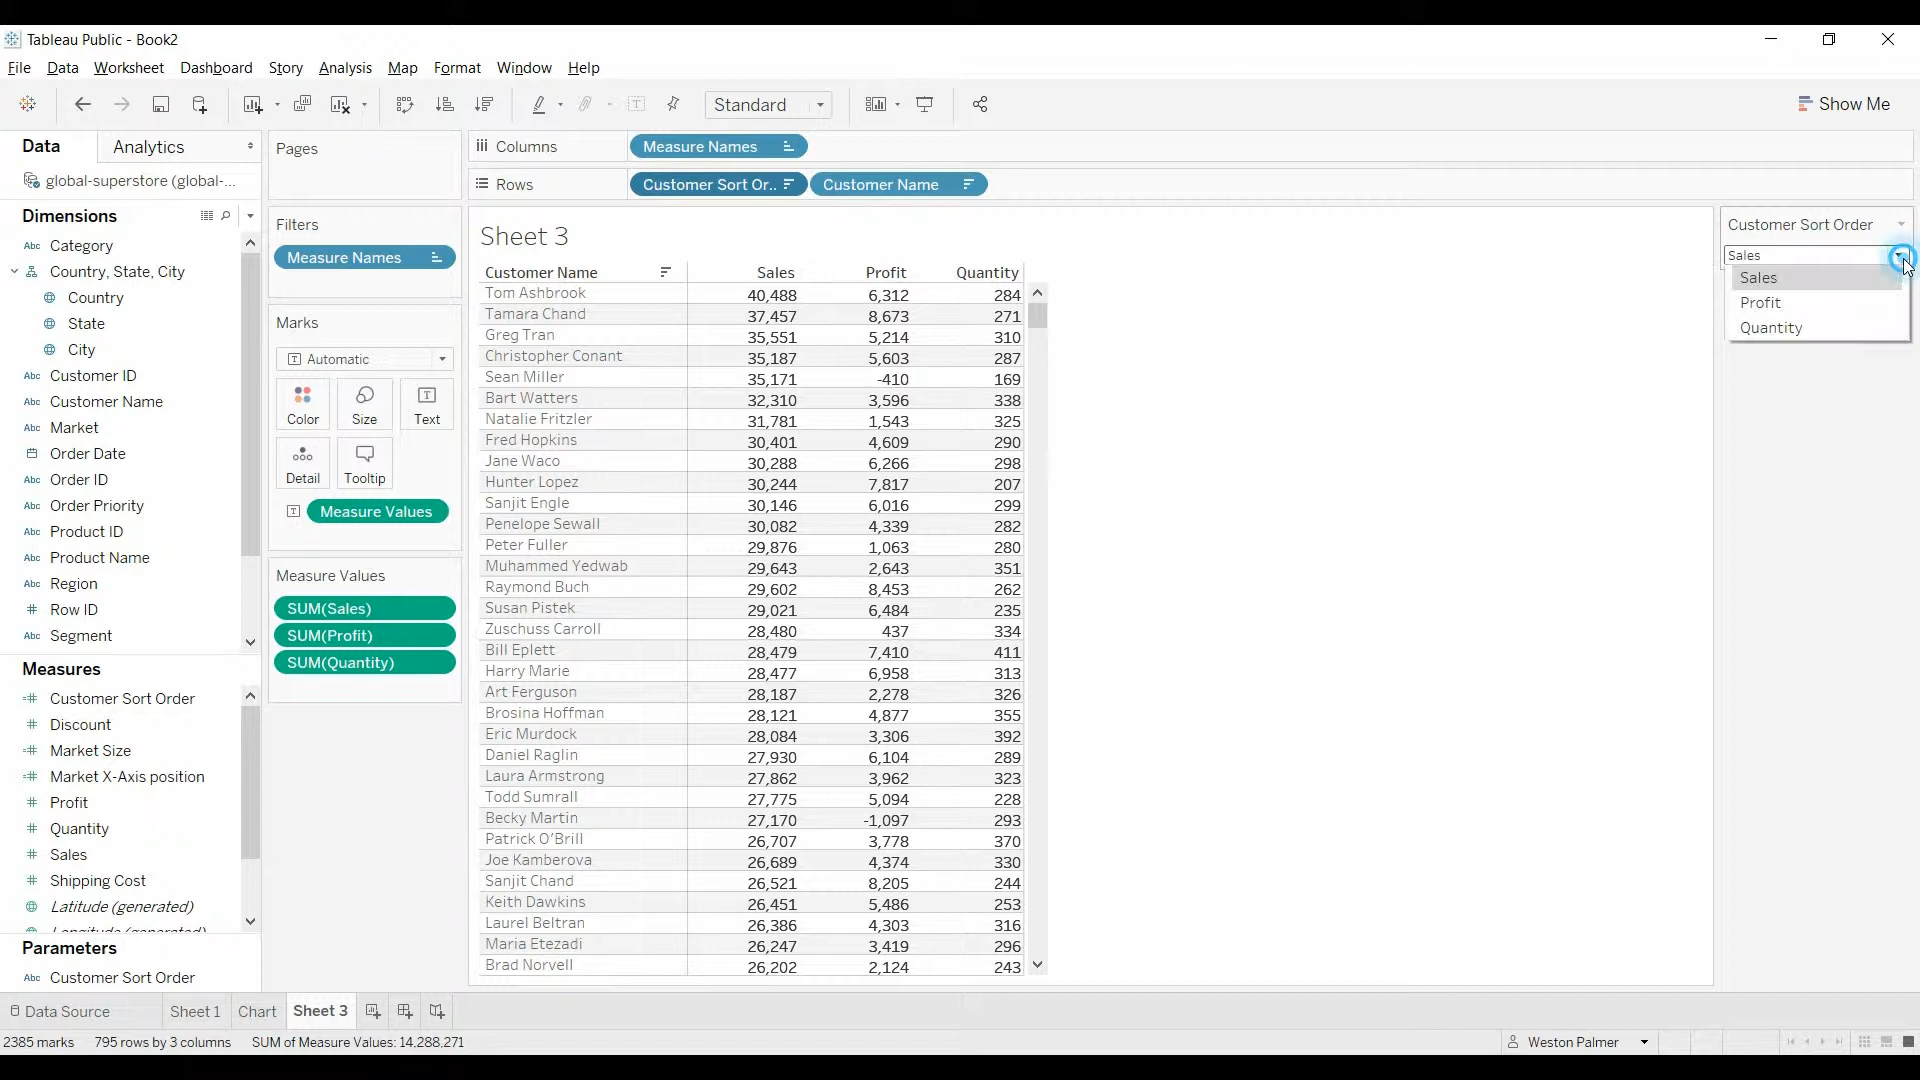 Tableau Public - Book2
File Data Worksheet Dashboard Story Analysis Map Format Window Help
Standard
Show Me
Data Analytics
global-superstore (global-...
Dimensions
Abc Category
Country, State, City
Country
State
City
Abc Customer ID
Abc Customer Name
Abc Market
Order Date
Abc Order ID
Abc Order Priority
Abc Product ID
Abc Product Name
Abc Region
# Row ID
Abc Segment
Measures
=# Customer Sort Order
# Discount
=# Market Size
=# Market X-Axis position
# Profit
# Quantity
# Sales
# Shipping Cost
Latitude (generated)
Longitude (generated)
Parameters
Abc Customer Sort Order
Pages
Filters
Measure Names
Marks
Automatic
Color Size Text
Detail Tooltip
Measure Values
Measure Values
SUM(Sales)
SUM(Profit)
SUM(Quantity)
Columns Measure Names
Rows Customer Sort Or.. Customer Name
Sheet 3
Customer Name Sales Profit Quantity
Tom Ashbrook 40,488 6,312 284
Tamara Chand 37,457 8,673 271
Greg Tran 35,551 5,214 310
Christopher Conant 35,187 5,603 287
Sean Miller 35,171 -410 169
Bart Watters 32,310 3,596 338
Natalie Fritzler 31,781 1,543 325
Fred Hopkins 30,401 4,609 290
Jane Waco 30,288 6,266 298
Hunter Lopez 30,244 7,817 207
Sanjit Engle 30,146 6,016 299
Penelope Sewall 30,082 4,339 282
Peter Fuller 29,876 1,063 280
Muhammed Yedwab 29,643 2,643 351
Raymond Buch 29,602 8,453 262
Susan Pistek 29,021 6,484 235
Zuschuss Carroll 28,480 437 334
Bill Eplett 28,479 7,410 411
Harry Marie 28,477 6,958 313
Art Ferguson 28,187 2,278 326
Brosina Hoffman 28,121 4,877 355
Eric Murdock 28,084 3,306 392
Daniel Raglin 27,930 6,104 289
Laura Armstrong 27,862 3,962 323
Todd Sumrall 27,775 5,094 228
Becky Martin 27,170 -1,097 293
Patrick O'Brill 26,707 3,778 370
Joe Kamberova 26,689 4,374 330
Sanjit Chand 26,521 8,205 244
Keith Dawkins 26,451 5,486 253
Laurel Beltran 26,386 4,303 316
Maria Etezadi 26,247 3,419 296
Brad Norvell 26,202 2,124 243
Customer Sort Order
Sales
Sales
Profit
Quantity
Data Source Sheet 1 Chart Sheet 3
2385 marks 795 rows by 3 columns SUM of Measure Values: 14,288,271
Weston Palmer